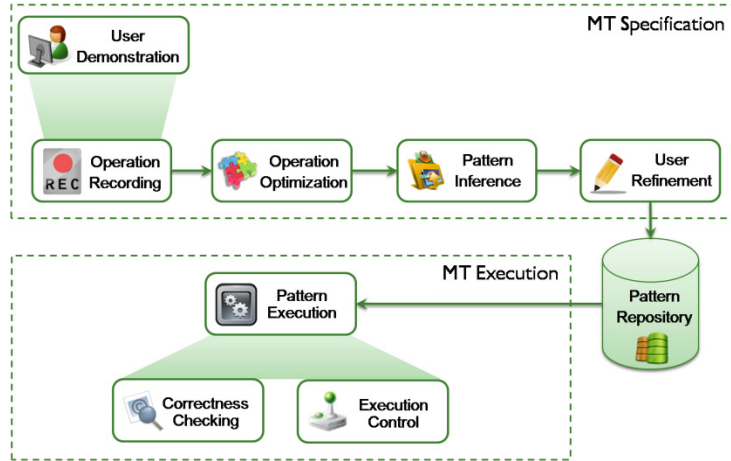 MT Specification
User
Demonstration
REC
Operation
Recording
Operation
Optimization
Pattern
Inference
User
Refinement
MT Execution
Pattern
Execution
Pattern
Repository
Correctness
Checking
Execution
Control